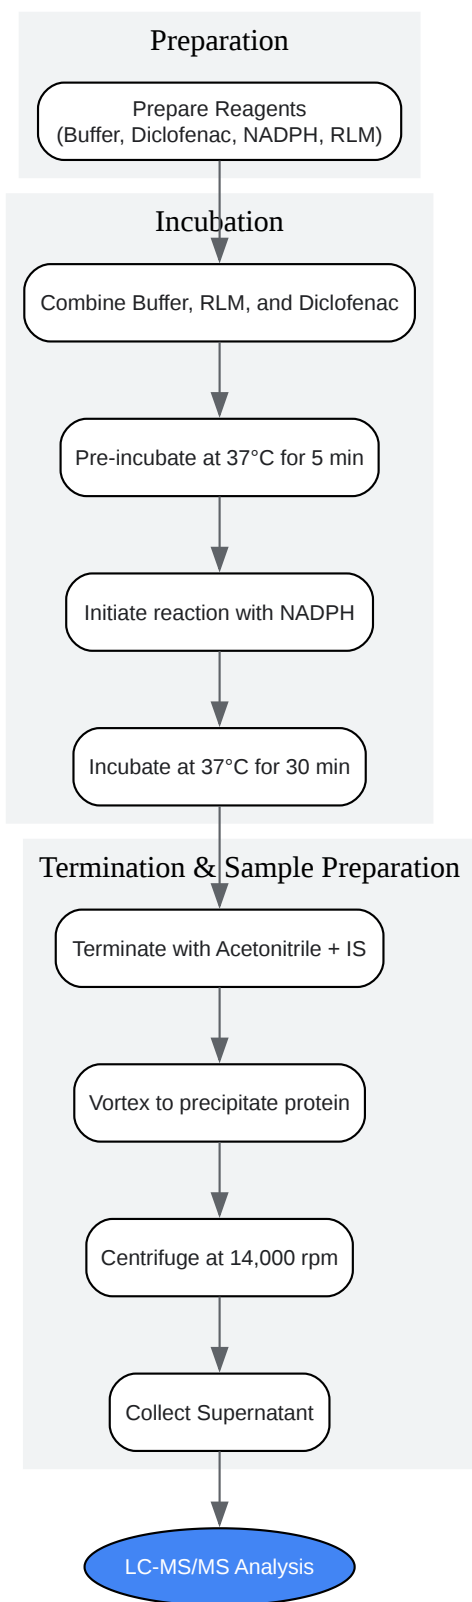 Preparation
Prepare Reagents
(Buffer, Diclofenac, NADPH, RLM)
Incubation
Combine Buffer, RLM, and Diclofenac
Pre-incubate at 37°C for 5 min
Initiate reaction with NADPH
Incubate at 37°C for 30 min
Termination & Sample Preparation
Terminate with Acetonitrile + IS
Vortex to precipitate protein
Centrifuge at 14,000 rpm
Collect Supernatant
LC-MS/MS Analysis